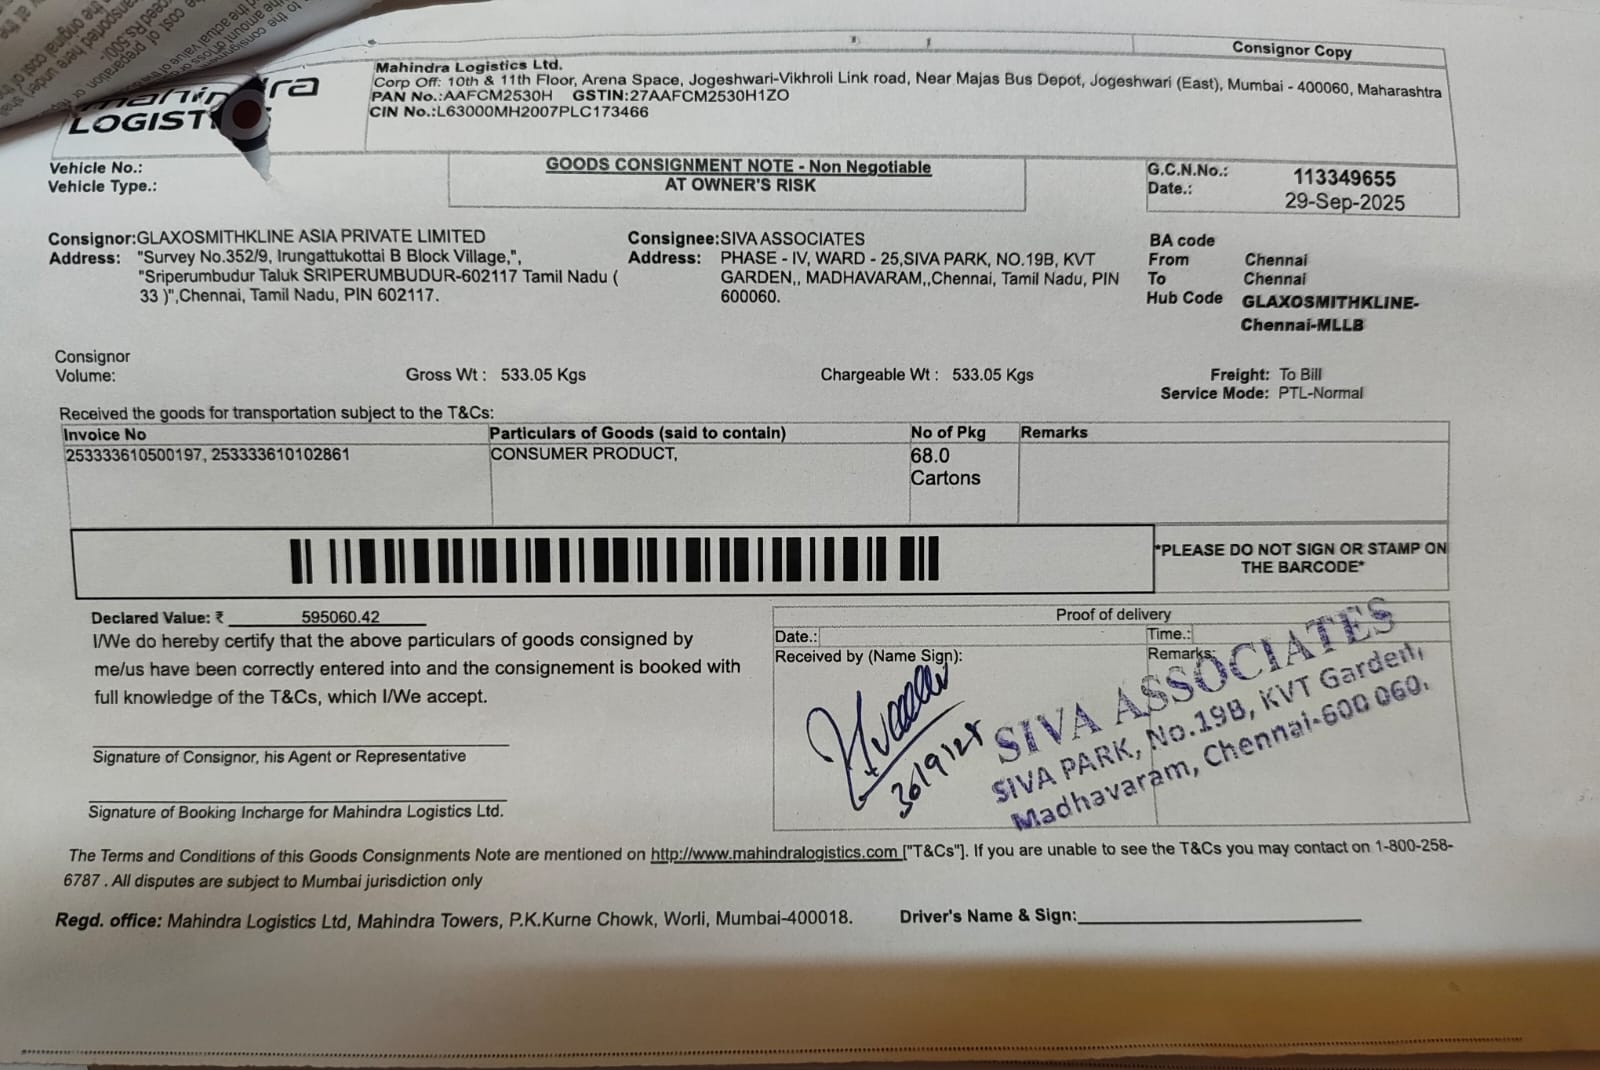 Consignor Copy
mahindra
LOGISTICS
Mahindra Logistics Ltd.
Corp Off: 10th & 11th Floor, Arena Space, Jogeshwari-Vikhroli Link road, Near Majas Bus Depot, Jogeshwari (East), Mumbai - 400060, Maharashtra
PAN No.:AAFCM2530H GSTIN:27AAFCM2530H1ZO
CIN No.:L63000MH2007PLC173466
Vehicle No.:
Vehicle Type.:
GOODS CONSIGNMENT NOTE - Non Negotiable
AT OWNER'S RISK
G.C.N.No.: 113349655
Date.: 29-Sep-2025
Consignor:GLAXOSMITHKLINE ASIA PRIVATE LIMITED
Address: "Survey No.352/9, Irungattukottai B Block Village,",
"Sriperumbudur Taluk SRIPERUMBUDUR-602117 Tamil Nadu (
33 )",Chennai, Tamil Nadu, PIN 602117.
Consignee:SIVA ASSOCIATES
Address: PHASE - IV, WARD - 25,SIVA PARK, NO.19B, KVT
GARDEN,, MADHAVARAM,,Chennai, Tamil Nadu, PIN
600060.
BA code
From Chennai
To Chennai
Hub Code GLAXOSMITHKLINE-
Chennai-MLLB
Consignor
Volume:
Gross Wt : 533.05 Kgs
Chargeable Wt : 533.05 Kgs
Freight: To Bill
Service Mode: PTL-Normal
Received the goods for transportation subject to the T&Cs:
Invoice No Particulars of Goods (said to contain) No of Pkg Remarks
253333610500197, 253333610102861 CONSUMER PRODUCT, 68.0
Cartons
*PLEASE DO NOT SIGN OR STAMP ON
THE BARCODE*
Declared Value: ₹ 595060.42
I/We do hereby certify that the above particulars of goods consigned by
me/us have been correctly entered into and the consignement is booked with
full knowledge of the T&Cs, which I/We accept.
Signature of Consignor, his Agent or Representative
Signature of Booking Incharge for Mahindra Logistics Ltd.
Proof of delivery
Date.: Time.:
Received by (Name Sign): Remarks:
SIVA ASSOCIATES
SIVA PARK, No.19B, KVT Garden,
Madhavaram, Chennai-600 060.
The Terms and Conditions of this Goods Consignments Note are mentioned on http://www.mahindralogistics.com ["T&Cs"]. If you are unable to see the T&Cs you may contact on 1-800-258-
6787 . All disputes are subject to Mumbai jurisdiction only
Regd. office: Mahindra Logistics Ltd, Mahindra Towers, P.K.Kurne Chowk, Worli, Mumbai-400018.
Driver's Name & Sign: